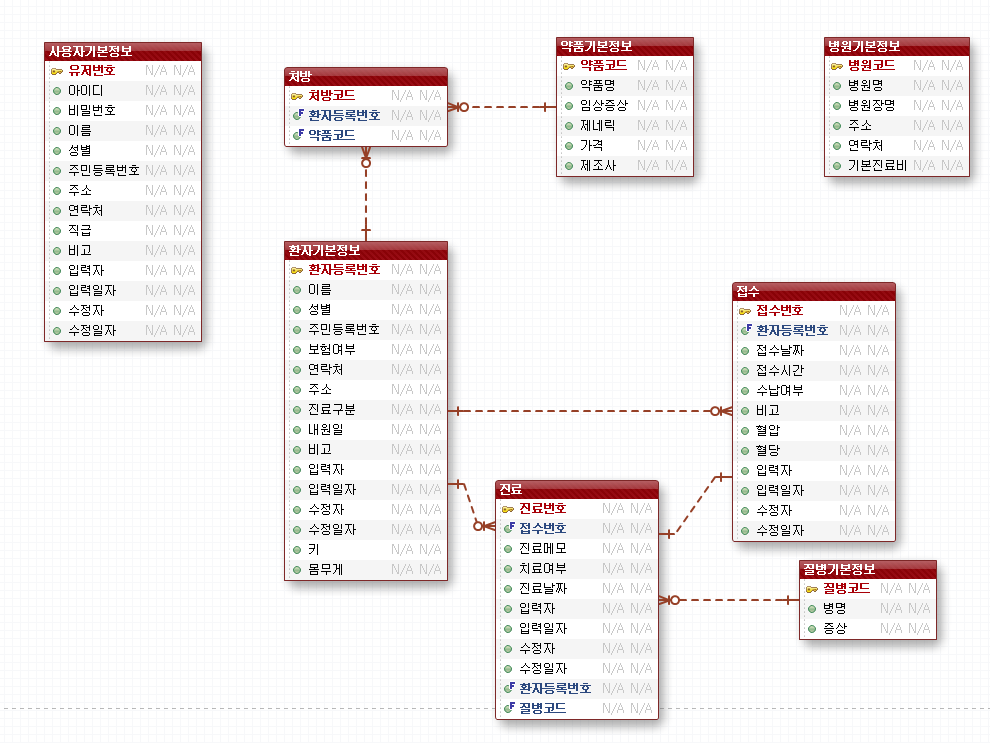 사용자기본정보
유저번호 N/A N/A
아이디 N/A N/A
비밀번호 N/A N/A
이름 N/A N/A
성별 N/A N/A
주민등록번호 N/A N/A
주소 N/A N/A
연락처 N/A N/A
직급 N/A N/A
비고 N/A N/A
입력자 N/A N/A
입력일자 N/A N/A
수정자 N/A N/A
수정일자 N/A N/A
처방
처방코드 N/A N/A
환자등록번호 N/A N/A
약품코드 N/A N/A
약품기본정보
약품코드 N/A N/A
약품명 N/A N/A
임상증상 N/A N/A
제네릭 N/A N/A
가격 N/A N/A
제조사 N/A N/A
병원기본정보
병원코드 N/A N/A
병원명 N/A N/A
병원장명 N/A N/A
주소 N/A N/A
연락처 N/A N/A
기본진료비 N/A N/A
환자기본정보
환자등록번호 N/A N/A
이름 N/A N/A
성별 N/A N/A
주민등록번호 N/A N/A
보험여부 N/A N/A
연락처 N/A N/A
주소 N/A N/A
진료구분 N/A N/A
내원일 N/A N/A
비고 N/A N/A
입력자 N/A N/A
입력일자 N/A N/A
수정자 N/A N/A
수정일자 N/A N/A
키 N/A N/A
몸무게 N/A N/A
접수
접수번호 N/A N/A
환자등록번호 N/A N/A
접수날짜 N/A N/A
접수시간 N/A N/A
수납여부 N/A N/A
비고 N/A N/A
혈압 N/A N/A
혈당 N/A N/A
입력자 N/A N/A
입력일자 N/A N/A
수정자 N/A N/A
수정일자 N/A N/A
진료
진료번호 N/A N/A
접수번호 N/A N/A
진료메모 N/A N/A
치료여부 N/A N/A
진료날짜 N/A N/A
입력자 N/A N/A
입력일자 N/A N/A
수정자 N/A N/A
수정일자 N/A N/A
환자등록번호 N/A N/A
질병코드 N/A N/A
질병기본정보
질병코드 N/A N/A
병명 N/A N/A
증상 N/A N/A